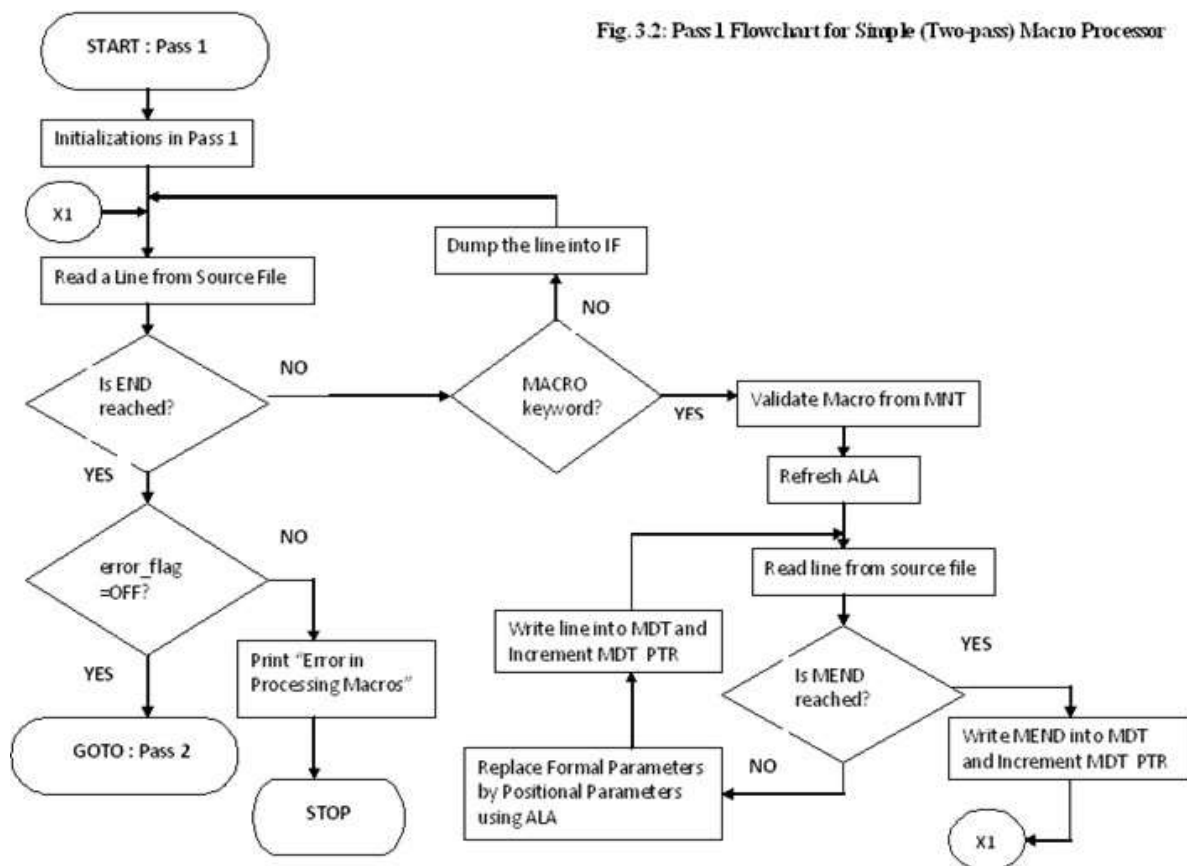 Fig. 3.2: Pass 1 Flowchart for Simple (Two-pass) Macro Processor
START : Pass 1
Initializations in Pass 1
X1
Dump the line into IF
Read a Line from Source File
NO
Is END
reached?
NO
MACRO
keyword?
YES
Validate Macro from MNT
YES
Refresh ALA
NO
error_flag
=OFF?
Read line from source file
Write line into MDT and
Increment MDT PTR
YES
Print “Error in
Processing Macros”
YES
Is MEND
reached?
GOTO : Pass 2
Write MEND into MDT
and Increment MDT PTR
Replace Formal Parameters
by Positional Parameters
using ALA
NO
STOP
X1